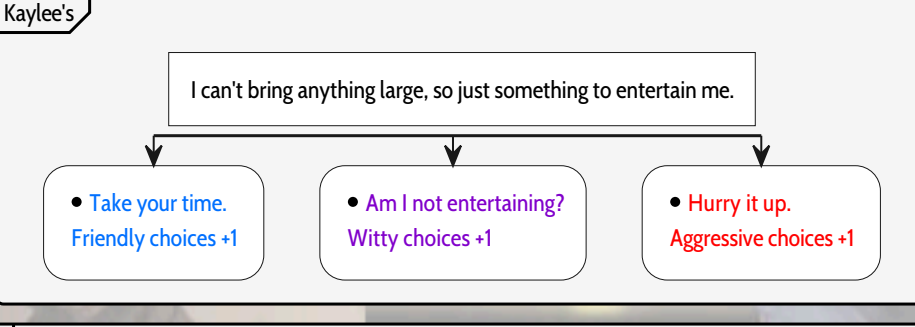 Kaylee's
I can't bring anything large, so just something to entertain me.
• Take your time.
Friendly choices +1
• Am I not entertaining?
Witty choices +1
• Hurry it up.
Aggressive choices +1